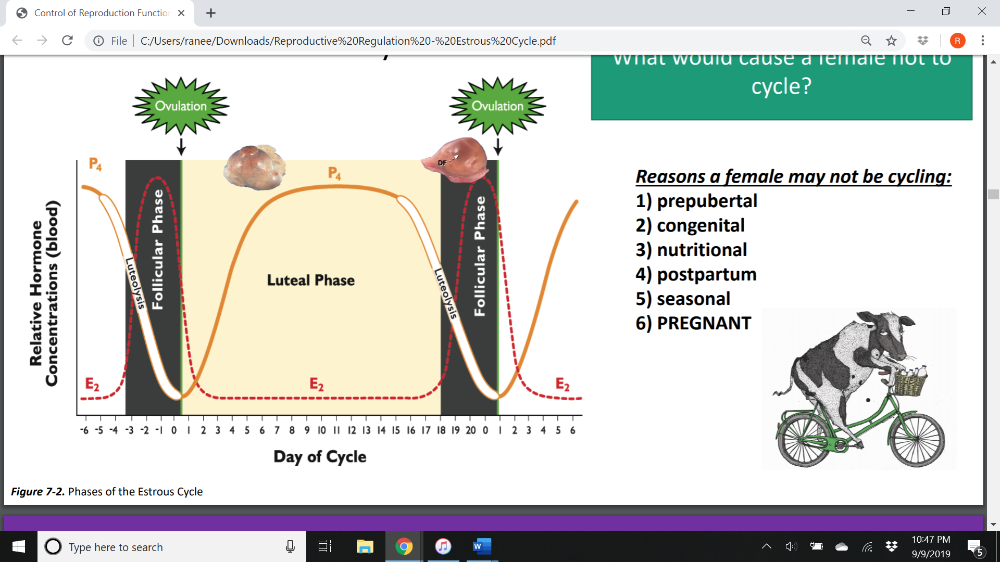 Control of Reproduction Function
File
C:/Users/ranee/Downloads/Reproductive%20Regulation%20-%20Estrous%20Cycle.pdf
R
What would cause a female not to
cycle?
Ovulation
Ovulation
P4
P4
DF
Relative Hormone
Concentrations (blood)
Luteolysis
Follicular Phase
Luteal Phase
Luteolysis
Follicular Phase
E2
E2
E2
-6 -5 -4 -3 -2 -1 0 1 2 3 4 5 6 7 8 9 10 11 12 13 14 15 16 17 18 19 20 0 1 2 3 4 5 6
Day of Cycle
Figure 7-2. Phases of the Estrous Cycle
Reasons a female may not be cycling:
1) prepubertal
2) congenital
3) nutritional
4) postpartum
5) seasonal
6) PREGNANT
Type here to search
W
10:47 PM
9/9/2019
5